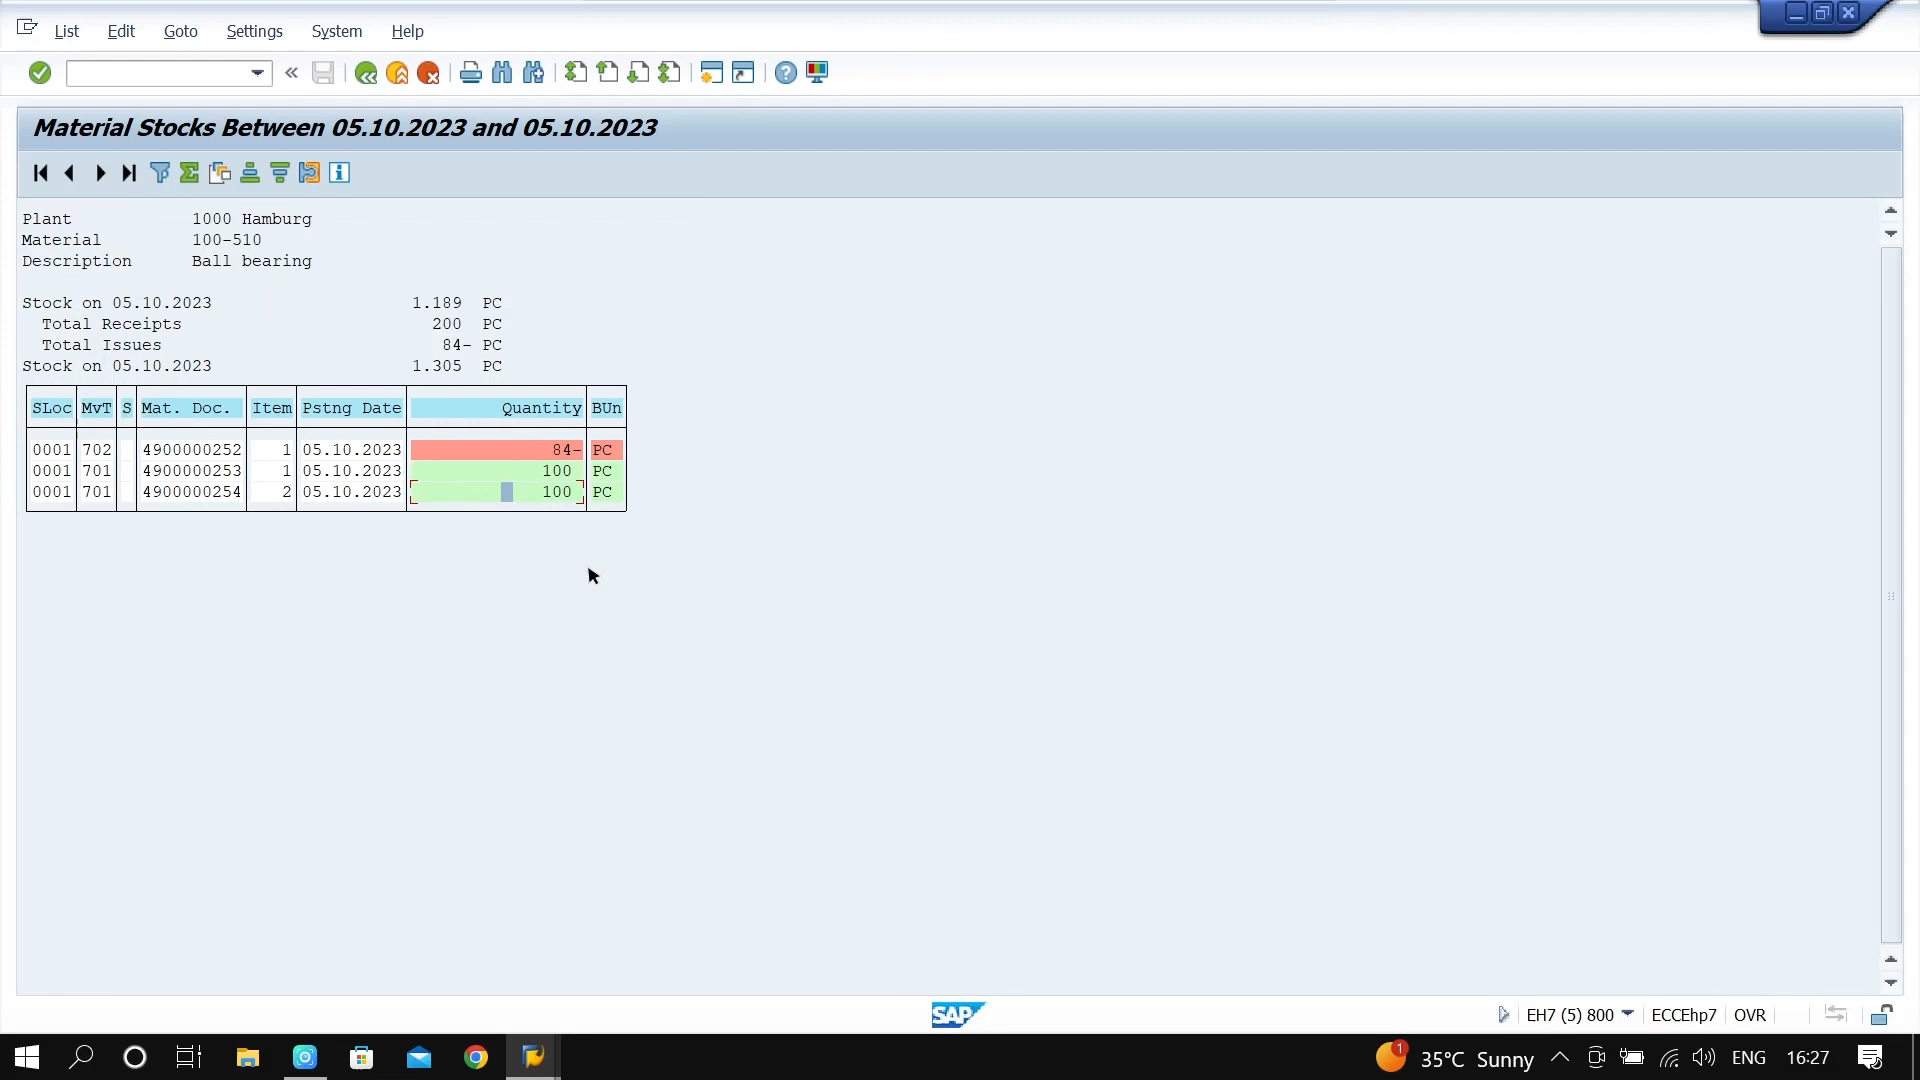 List Edit Goto Settings System Help
Material Stocks Between 05.10.2023 and 05.10.2023
Plant 1000 Hamburg
Material 100-510
Description Ball bearing
Stock on 05.10.2023 1.189 PC
Total Receipts 200 PC
Total Issues 84- PC
Stock on 05.10.2023 1.305 PC
SLoc MvT S Mat. Doc. Item Pstng Date Quantity BUn
0001 702 4900000252 1 05.10.2023 84- PC
0001 701 4900000253 1 05.10.2023 100 PC
0001 701 4900000254 2 05.10.2023 100 PC
SAP EH7 (5) 800 ECCEhp7 OVR
1 35°C Sunny ENG 16:27